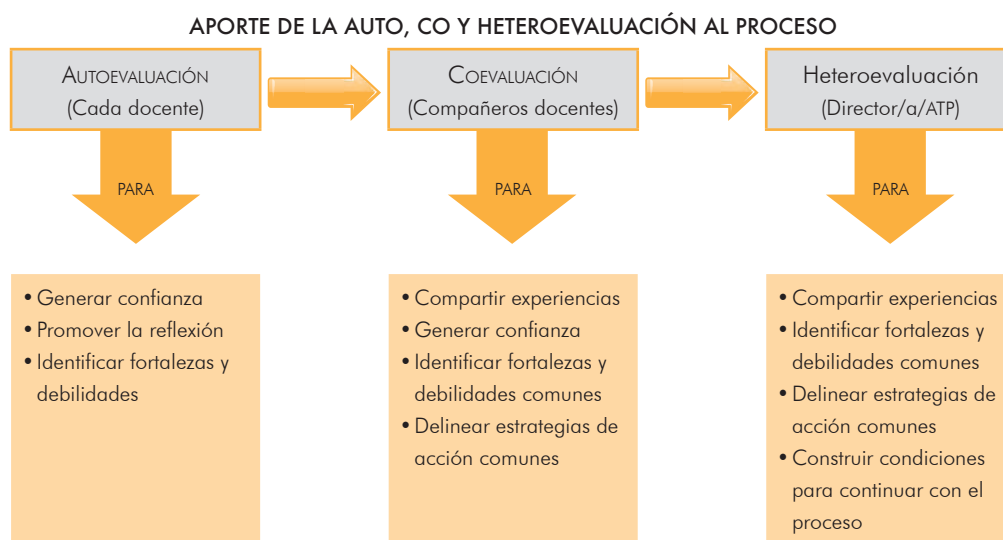 APORTE DE LA AUTO, CO Y HETEROEVALUACIÓN AL PROCESO
AUTOEVALUACIÓN
(Cada docente)
PARA
• Generar confianza
• Promover la reflexión
• Identificar fortalezas y
debilidades
COEVALUACIÓN
(Compañeros docentes)
PARA
• Compartir experiencias
• Generar confianza
• Identificar fortalezas y
debilidades comunes
• Delinear estrategias de
acción comunes
Heteroevaluación
(Director/a/ATP)
PARA
• Compartir experiencias
• Identificar fortalezas y
debilidades comunes
• Delinear estrategias de
acción comunes
• Construir condiciones
para continuar con el
proceso